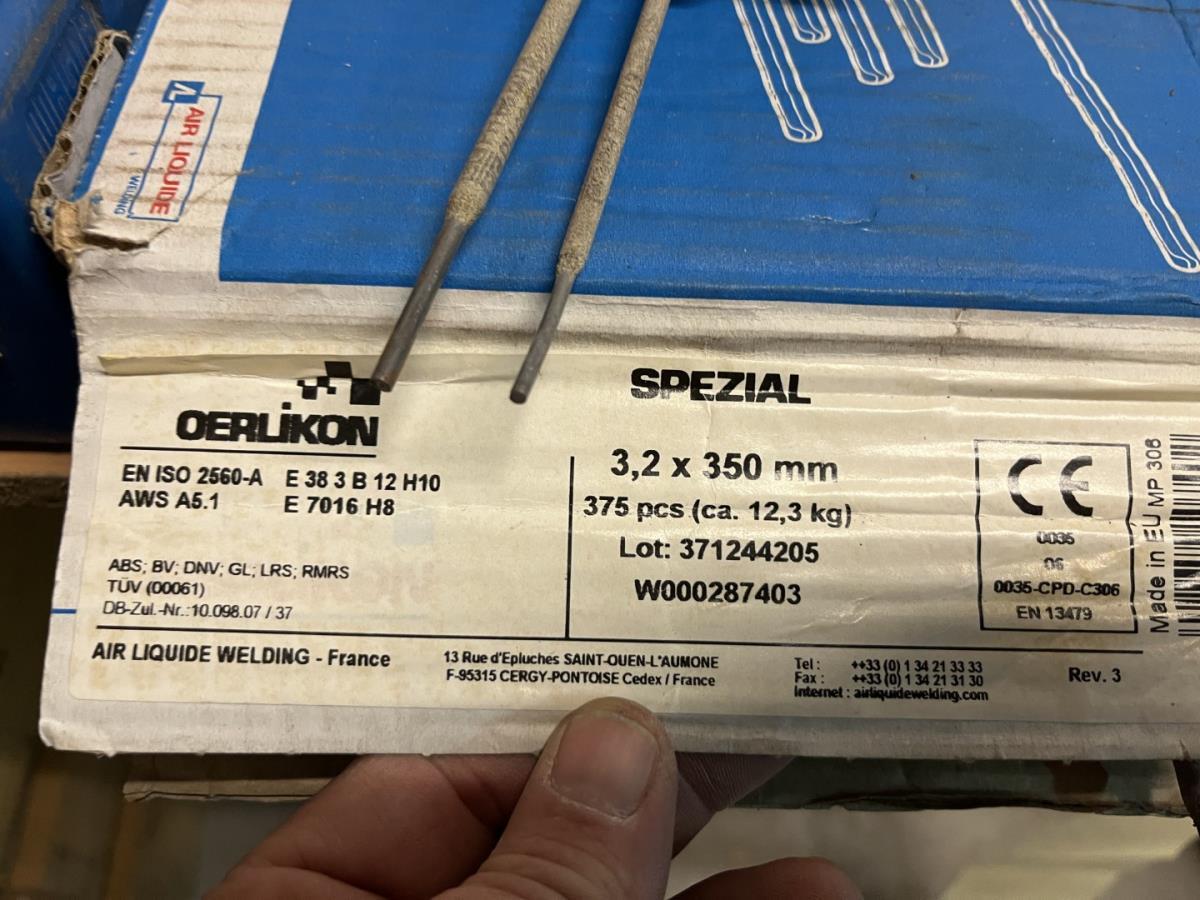 AIR LIQUIDE
WELDING
OERLIKON
SPEZIAL
EN ISO 2560-A E 38 3 B 12 H10
AWS A5.1 E 7016 H8
ABS; BV; DNV; GL; LRS; RMRS
TÜV (00061)
DB-Zul.-Nr.:10.098.07 / 37
3,2 x 350 mm
375 pcs (ca. 12,3 kg)
Lot: 371244205
W000287403
CE
0035
06
0035-CPD-C306
EN 13479
Made in EU MP 306
AIR LIQUIDE WELDING - France
13 Rue d'Epluches SAINT-OUEN-L'AUMONE
F-95315 CERGY-PONTOISE Cedex / France
Tel : ++33 (0) 1 34 21 33 33
Fax : ++33 (0) 1 34 21 31 30
Internet : airliquidewelding.com
Rev. 3